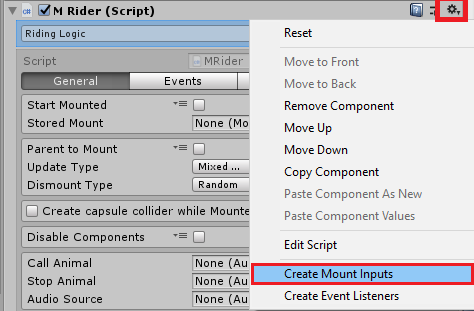 M Rider (Script)
Riding Logic
Script MRider
General Events
Start Mounted
Stored Mount None (Mo
Parent to Mount
Update Type Mixed ...
Dismount Type Random
Create capsule collider while Mounte
Disable Components
Call Animal None (Au
Stop Animal None (Au
Audio Source None (Au
Reset
Move to Front
Move to Back
Remove Component
Move Up
Move Down
Copy Component
Paste Component As New
Paste Component Values
Edit Script
Create Mount Inputs
Create Event Listeners